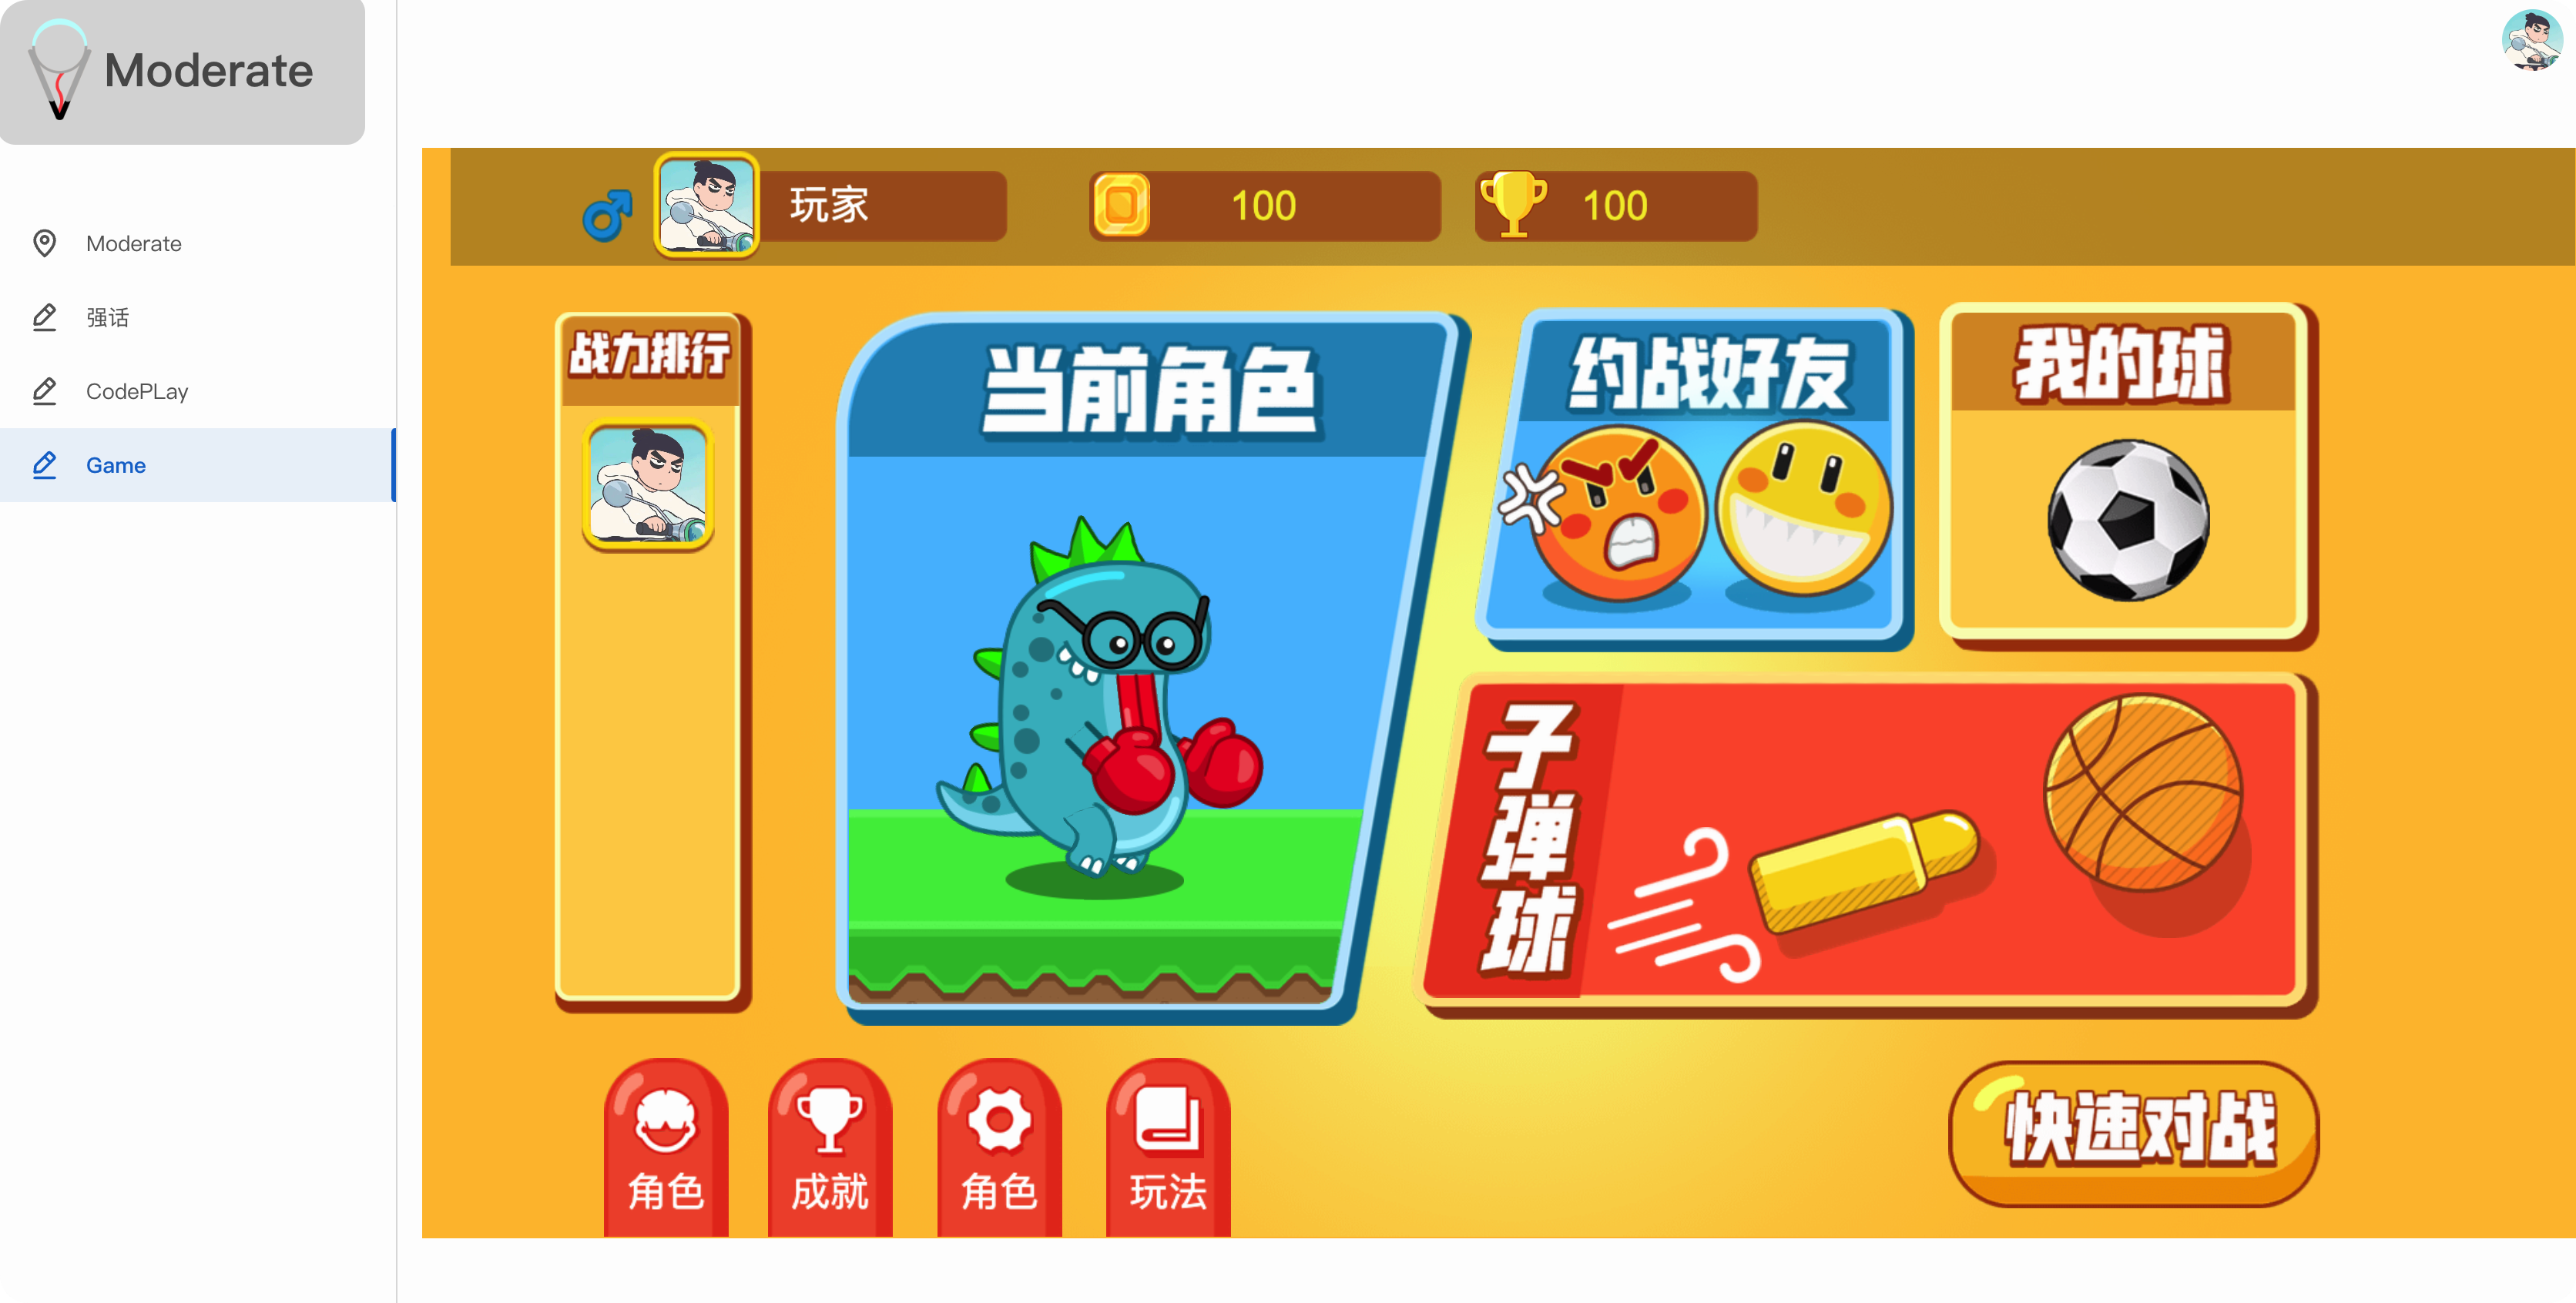 Moderate
Moderate
强话
CodePLay
Game
玩家
100
100
战力排行
当前角色
约战好友
我的球
子弹球
角色
成就
角色
玩法
快速对战